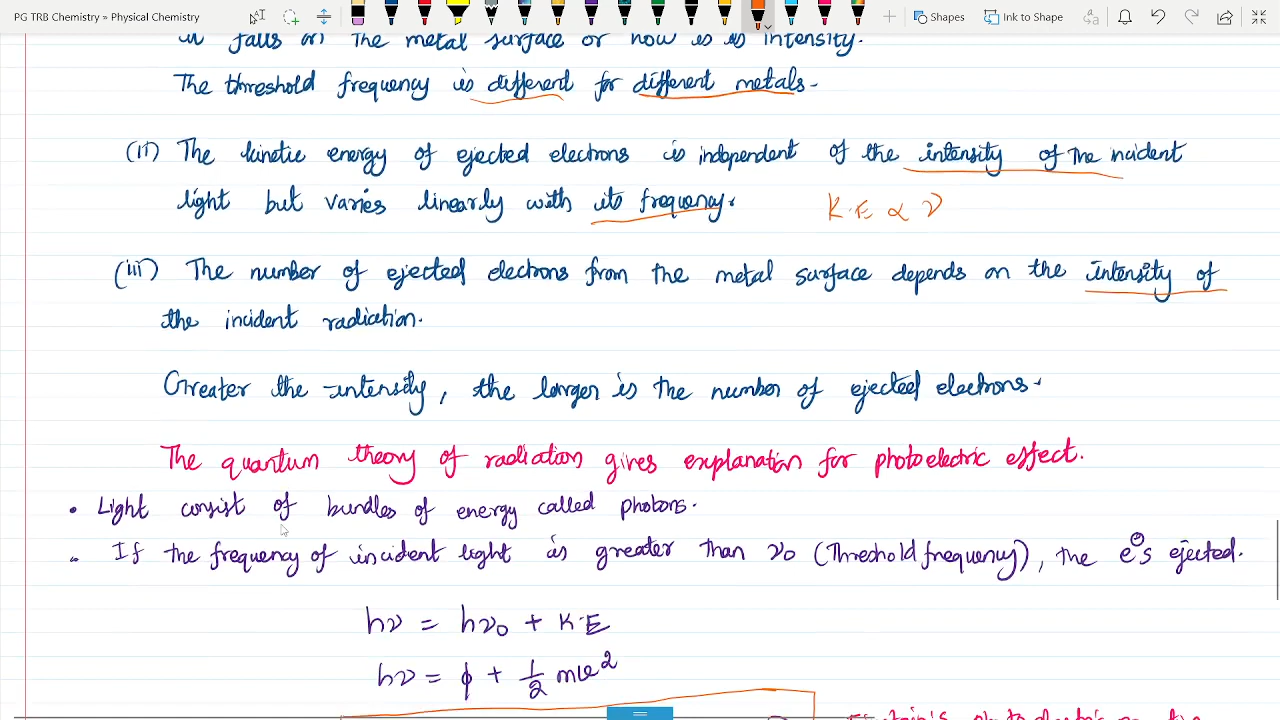 PG TRB Chemistry » Physical Chemistry
Shapes
Ink to Shape
it falls on the metal surface or how is its intensity.
The threshold frequency is different for different metals.
(ii) The kinetic energy of ejected electrons is independent of the intensity of the incident
light but varies linearly with its frequency. K.E ∝ ν
(iii) The number of ejected electrons from the metal surface depends on the intensity of
the incident radiation.
Greater the intensity, the larger is the number of ejected electrons.
The quantum theory of radiation gives explanation for photoelectric effect.
• Light consist of bundles of energy called photons.
• If the frequency of incident light is greater than ν₀ (Threshold frequency), the e⊖s ejected.
hν = hν₀ + K.E
hν = ϕ + 1/2 mv²